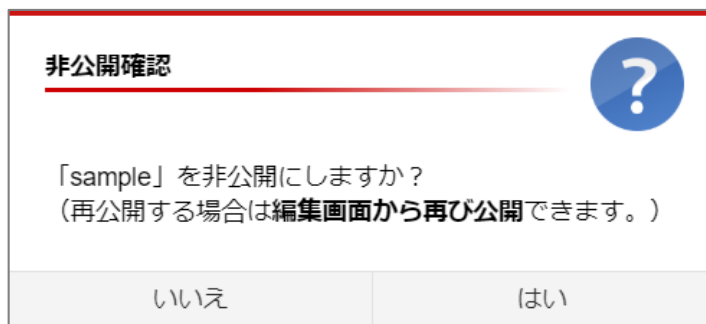 非公開確認
?
「sample」を非公開にしますか？
（再公開する場合は編集画面から再び公開できます。）
いいえ
はい